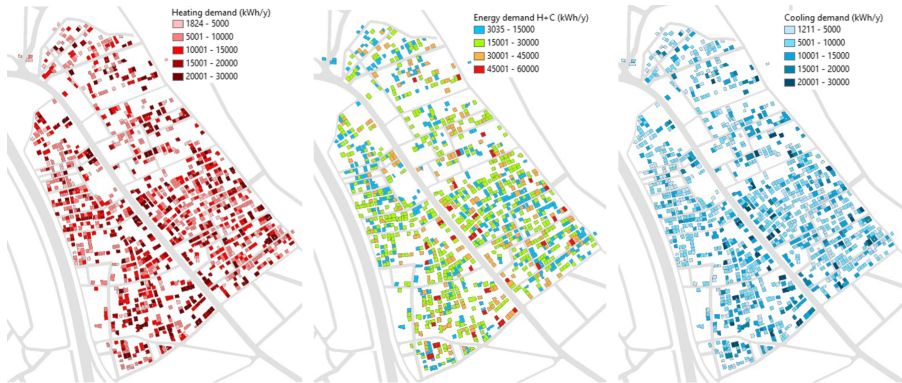 Heating demand (kWh/y)
1824 - 5000
5001 - 10000
10001 - 15000
15001 - 20000
20001 - 30000
Energy demand H+C (kWh/y)
3035 - 15000
15001 - 30000
30001 - 45000
45001 - 60000
Cooling demand (kWh/y)
1211 - 5000
5001 - 10000
10001 - 15000
15001 - 20000
20001 - 30000